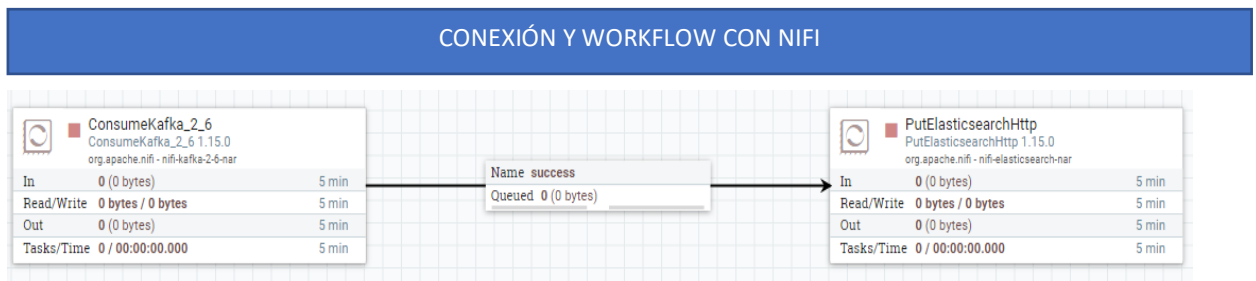 CONEXIÓN Y WORKFLOW CON NIFI
ConsumeKafka_2_6
ConsumeKafka_2_6 1.15.0
org.apache.nifi - nifi-kafka-2-6-nar
In 0 (0 bytes) 5 min
Read/Write 0 bytes / 0 bytes 5 min
Out 0 (0 bytes) 5 min
Tasks/Time 0 / 00:00:00.000 5 min
Name success
Queued 0 (0 bytes)
PutElasticsearchHttp
PutElasticsearchHttp 1.15.0
org.apache.nifi - nifi-elasticsearch-nar
In 0 (0 bytes) 5 min
Read/Write 0 bytes / 0 bytes 5 min
Out 0 (0 bytes) 5 min
Tasks/Time 0 / 00:00:00.000 5 min